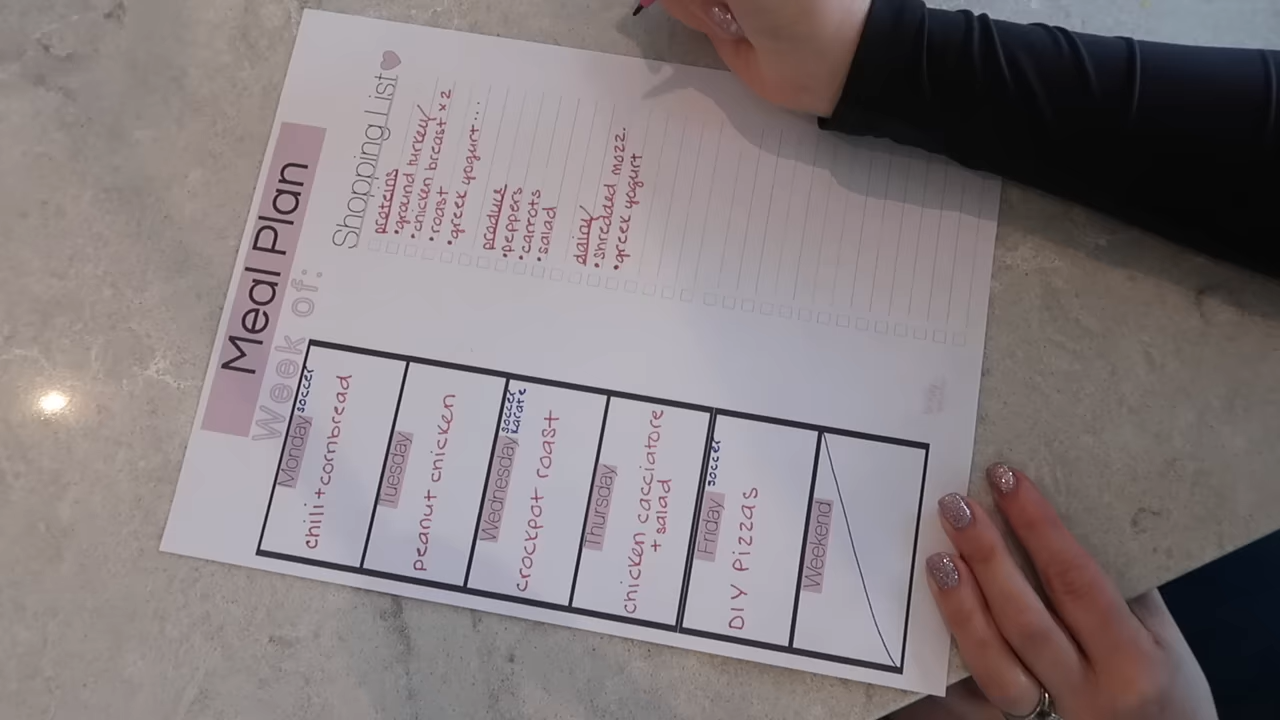 Meal Plan
Week of:
Monday soccer
chili + cornbread
Tuesday
peanut chicken
Wednesday soccer
karate
crockpot roast
Thursday
chicken cacciatore
+ salad
Friday soccer
DIY Pizzas
Weekend
Shopping List
proteins
• ground turkey
• chicken breast x 2
• roast
• greek yogurt...
produce
• peppers
• carrots
• salad
dairy
• shredded mozz.
• greek yogurt